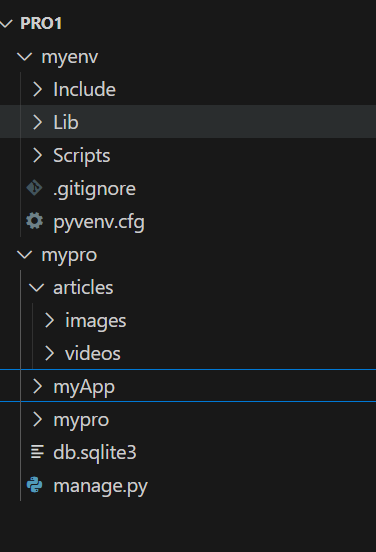 PRO1
myenv
Include
Lib
Scripts
.gitignore
pyvenv.cfg
mypro
articles
images
videos
myApp
mypro
db.sqlite3
manage.py